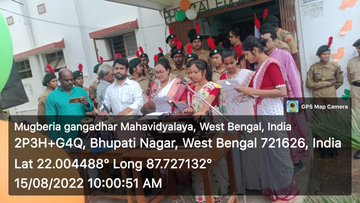 GPS Map Camera
Mugberia gangadhar Mahavidyalaya, West Bengal, India
2P3H+G4Q, Bhupati Nagar, West Bengal 721626, India
Lat 22.004488° Long 87.727132°
15/08/2022 10:00:51 AM